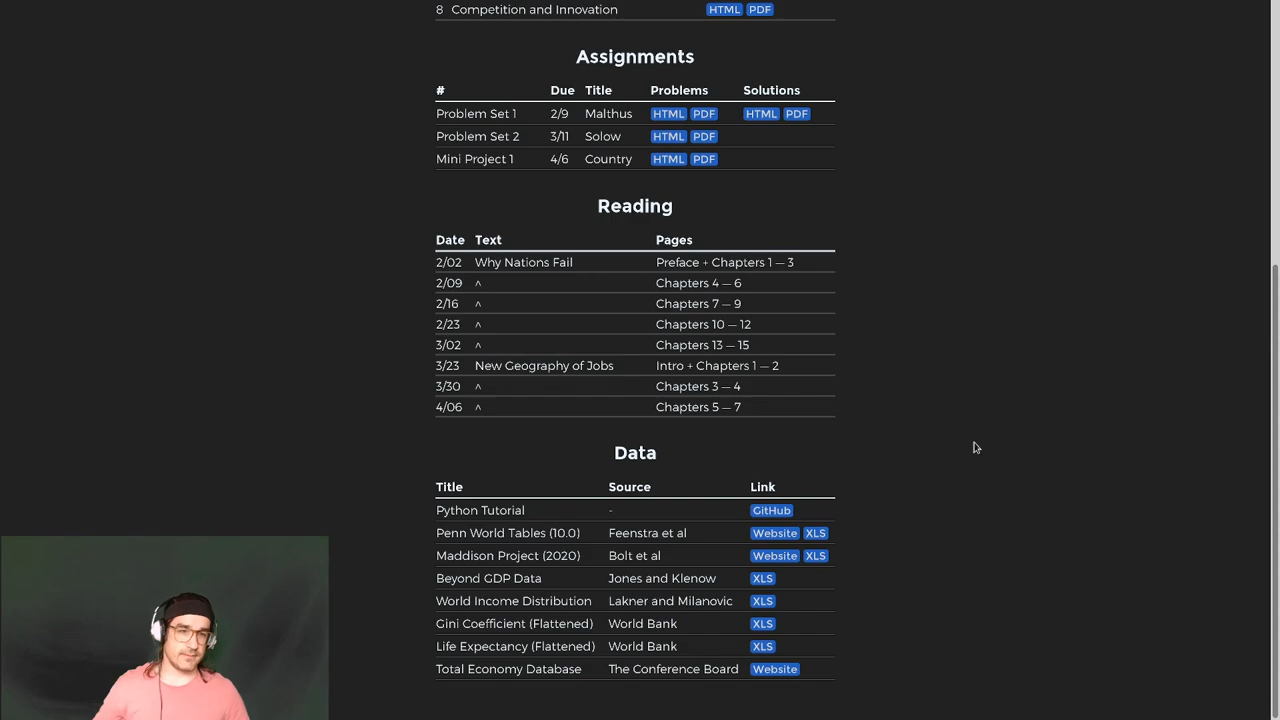 8 Competition and Innovation HTML PDF
Assignments
# Due Title Problems Solutions
Problem Set 1 2/9 Malthus HTML PDF HTML PDF
Problem Set 2 3/11 Solow HTML PDF
Mini Project 1 4/6 Country HTML PDF
Reading
Date Text Pages
2/02 Why Nations Fail Preface + Chapters 1 — 3
2/09 ^ Chapters 4 — 6
2/16 ^ Chapters 7 — 9
2/23 ^ Chapters 10 — 12
3/02 ^ Chapters 13 — 15
3/23 New Geography of Jobs Intro + Chapters 1 — 2
3/30 ^ Chapters 3 — 4
4/06 ^ Chapters 5 — 7
Data
Title Source Link
Python Tutorial - GitHub
Penn World Tables (10.0) Feenstra et al Website XLS
Maddison Project (2020) Bolt et al Website XLS
Beyond GDP Data Jones and Klenow XLS
World Income Distribution Lakner and Milanovic XLS
Gini Coefficient (Flattened) World Bank XLS
Life Expectancy (Flattened) World Bank XLS
Total Economy Database The Conference Board Website